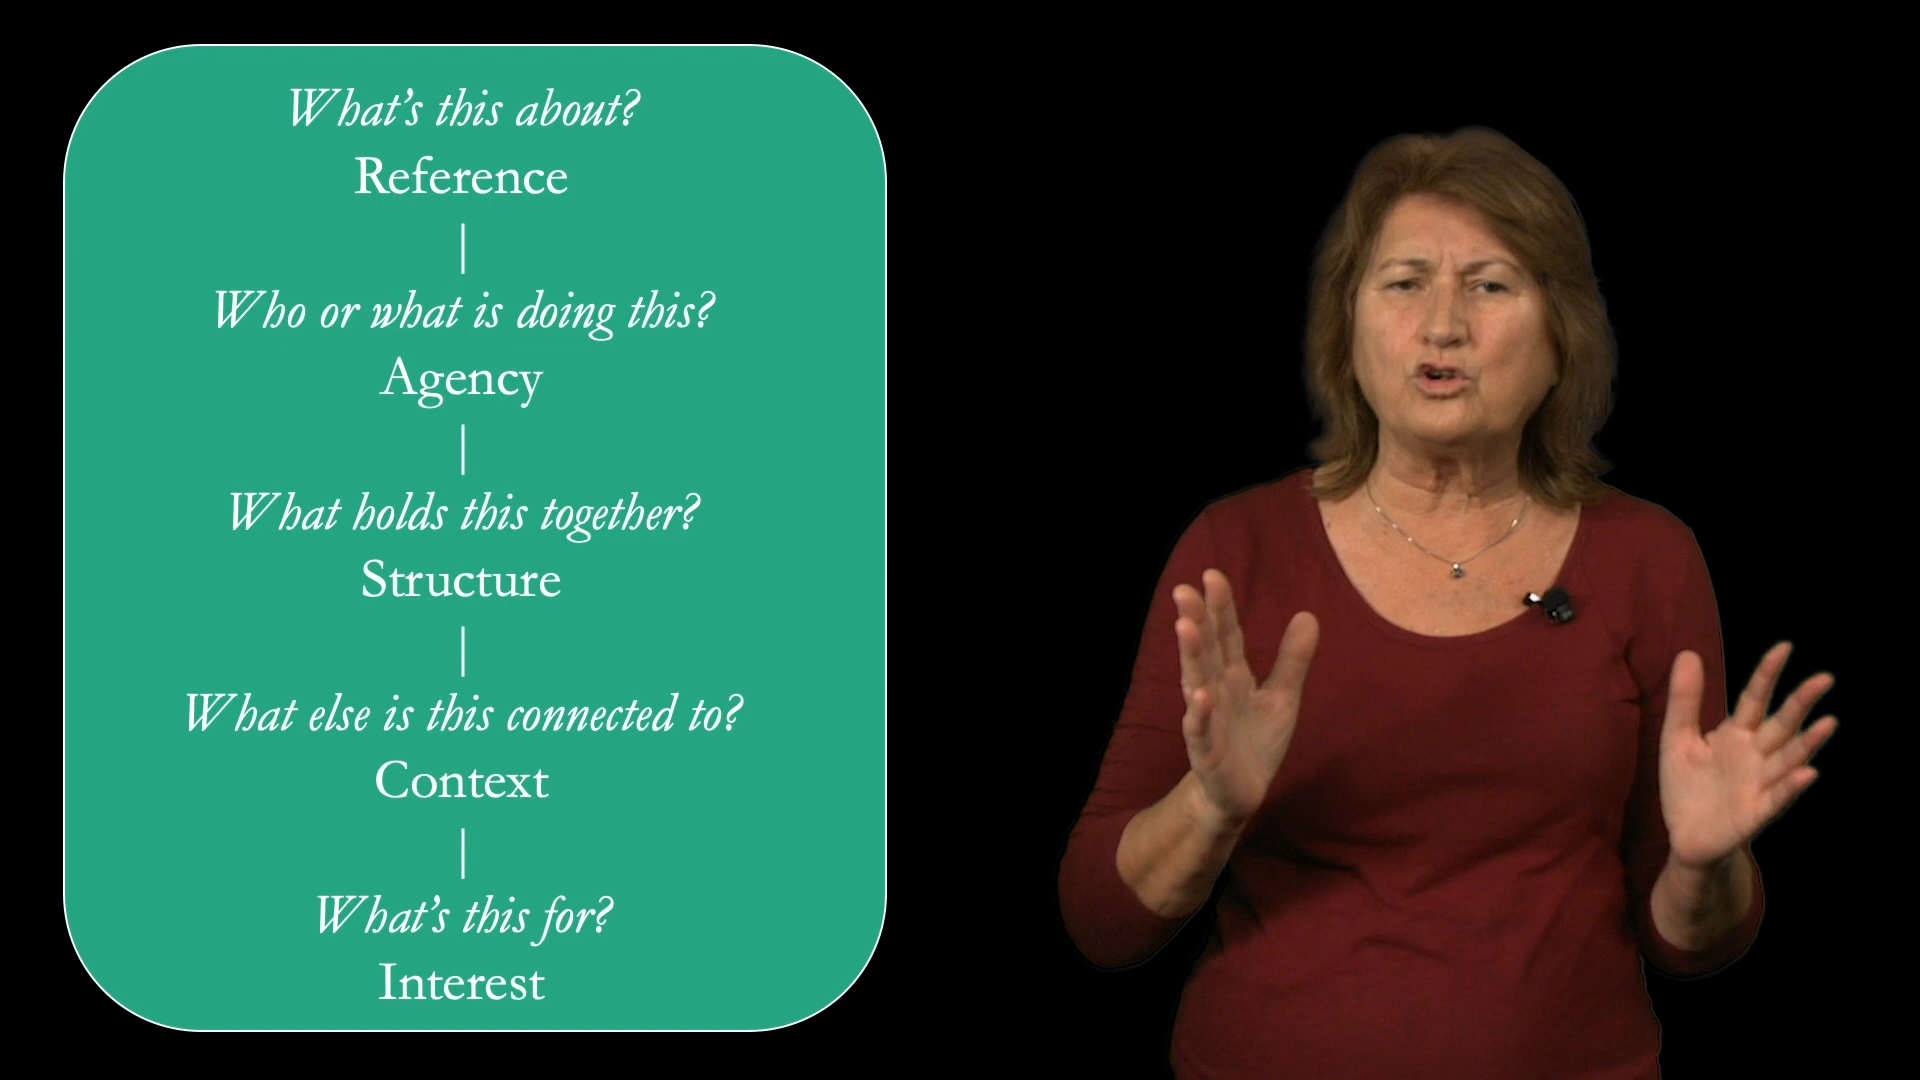 What’s this about?
Reference
Who or what is doing this?
Agency
What holds this together?
Structure
What else is this connected to?
Context
What’s this for?
Interest